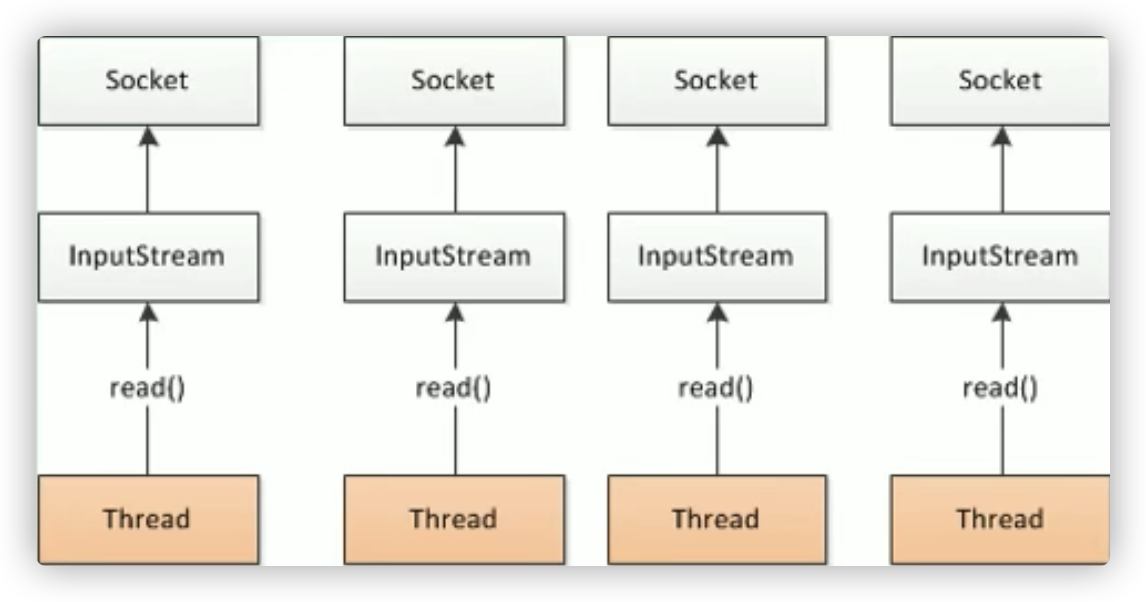 Socket Socket Socket Socket
InputStream InputStream InputStream InputStream
read() read() read() read()
Thread Thread Thread Thread